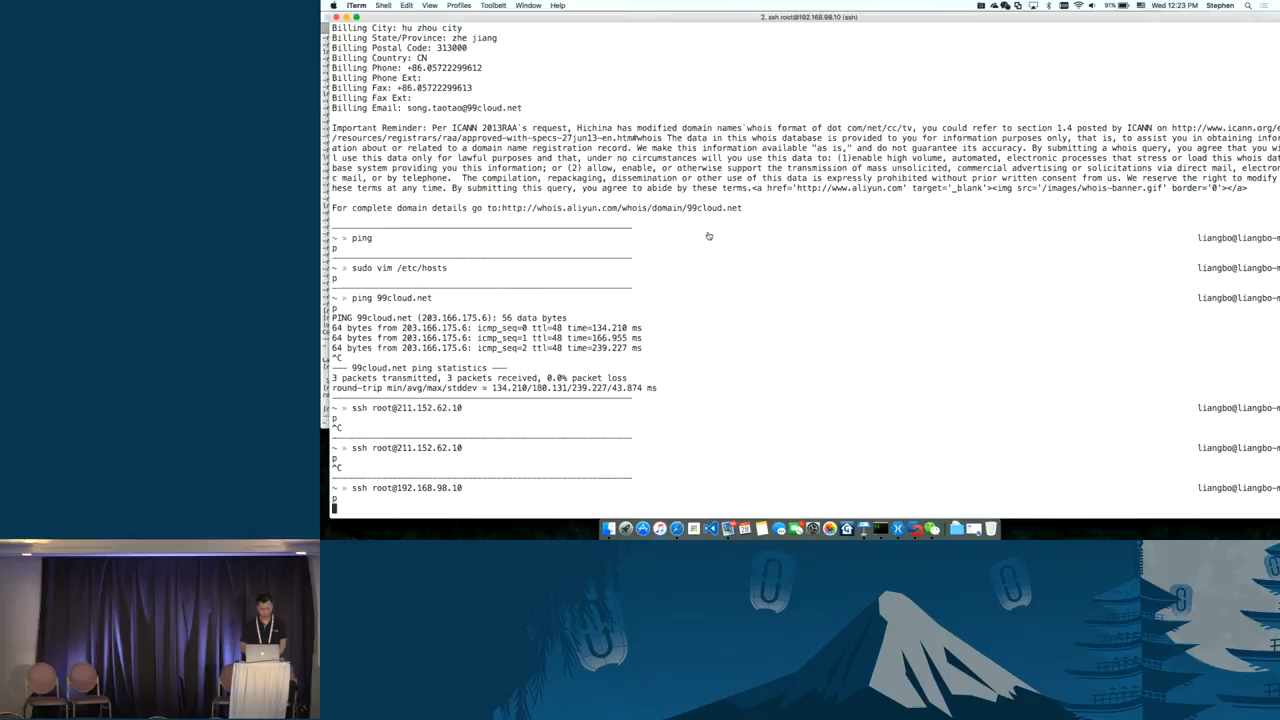 iTerm Shell Edit View Profiles Toolbelt Window Help
91% Wed 12:23 PM Stephen
2. ssh root@192.168.98.10 (ssh)
Billing City: hu zhou city
Billing State/Province: zhe jiang
Billing Postal Code: 313000
Billing Country: CN
Billing Phone: +86.05722299612
Billing Phone Ext:
Billing Fax: +86.05722299613
Billing Fax Ext:
Billing Email: song.taotao@99cloud.net
Important Reminder: Per ICANN 2013RAA`s request, Hichina has modified domain names`whois format of dot com/net/cc/tv, you could refer to section 1.4 posted by ICANN on http://www.icann.org/e
/resources/registrars/raa/approved-with-specs-27jun13-en.htm#whois The data in this whois database is provided to you for information purposes only, that is, to assist you in obtaining infor
ation about or related to a domain name registration record. We make this information available "as is," and do not guarantee its accuracy. By submitting a whois query, you agree that you wi
l use this data only for lawful purposes and that, under no circumstances will you use this data to: (1)enable high volume, automated, electronic processes that stress or load this whois data
base system providing you this information; or (2) allow, enable, or otherwise support the transmission of mass unsolicited, commercial advertising or solicitations via direct mail, electron
c mail, or by telephone. The compilation, repackaging, dissemination or other use of this data is expressly prohibited without prior written consent from us. We reserve the right to modify
hese terms at any time. By submitting this query, you agree to abide by these terms.<a href='http://www.aliyun.com' target='_blank'><img src='/images/whois-banner.gif' border='0'></a>
For complete domain details go to:http://whois.aliyun.com/whois/domain/99cloud.net
~ » ping liangbo@liangbo-m
p
~ » sudo vim /etc/hosts liangbo@liangbo-m
p
~ » ping 99cloud.net liangbo@liangbo-m
p
PING 99cloud.net (203.166.175.6): 56 data bytes
64 bytes from 203.166.175.6: icmp_seq=0 ttl=48 time=134.210 ms
64 bytes from 203.166.175.6: icmp_seq=1 ttl=48 time=166.955 ms
64 bytes from 203.166.175.6: icmp_seq=2 ttl=48 time=239.227 ms
^C
--- 99cloud.net ping statistics ---
3 packets transmitted, 3 packets received, 0.0% packet loss
round-trip min/avg/max/stddev = 134.210/180.131/239.227/43.874 ms
~ » ssh root@211.152.62.10 liangbo@liangbo-m
p
^C
~ » ssh root@211.152.62.10 liangbo@liangbo-m
p
^C
~ » ssh root@192.168.98.10 liangbo@liangbo-m
p